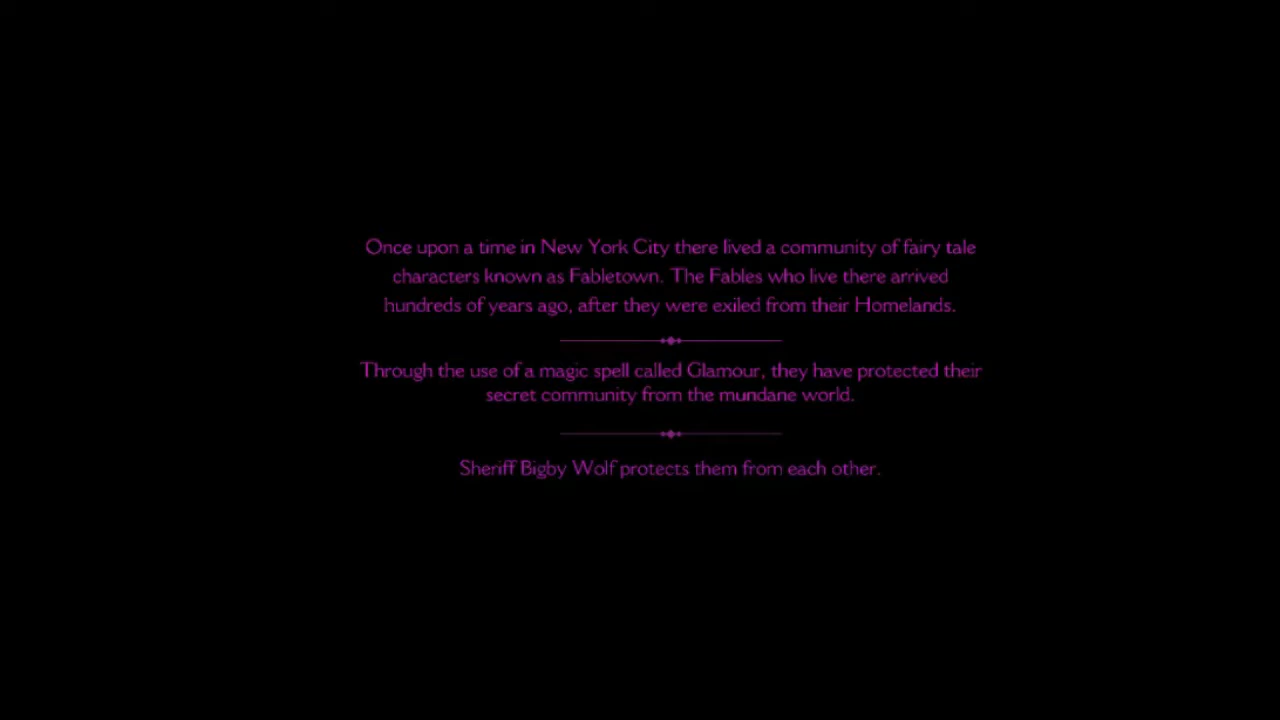 Once upon a time in New York City there lived a community of fairy tale
characters known as Fabletown. The Fables who live there arrived
hundreds of years ago, after they were exiled from their Homelands.
Through the use of a magic spell called Glamour, they have protected their
secret community from the mundane world.
Sheriff Bigby Wolf protects them from each other.